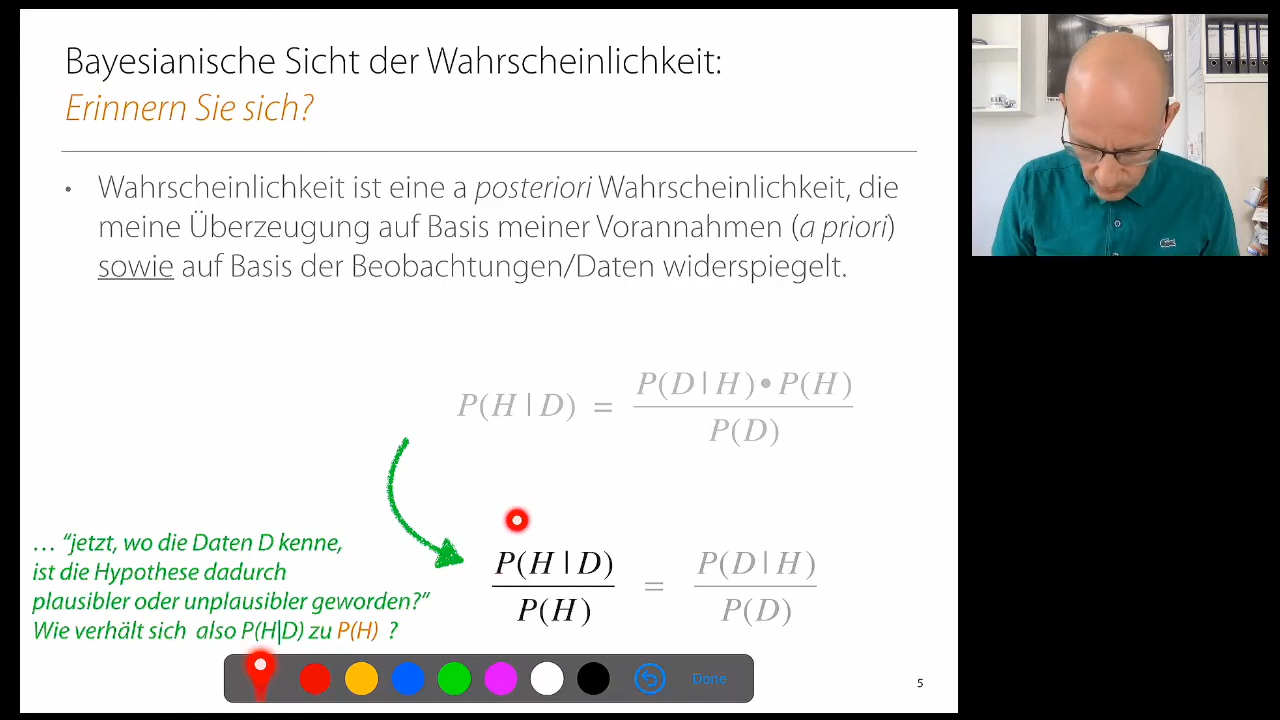 Bayesianische Sicht der Wahrscheinlichkeit:
Erinnern Sie sich?
• Wahrscheinlichkeit ist eine a posteriori Wahrscheinlichkeit, die
meine Überzeugung auf Basis meiner Vorannahmen (a priori)
sowie auf Basis der Beobachtungen/Daten widerspiegelt.
P(H | D) = P(D | H) • P(H) / P(D)
… “jetzt, wo die Daten D kenne,
ist die Hypothese dadurch
plausibler oder unplausibler geworden?”
Wie verhält sich also P(H|D) zu P(H) ?
P(H | D) / P(H) = P(D | H) / P(D)
Done
5